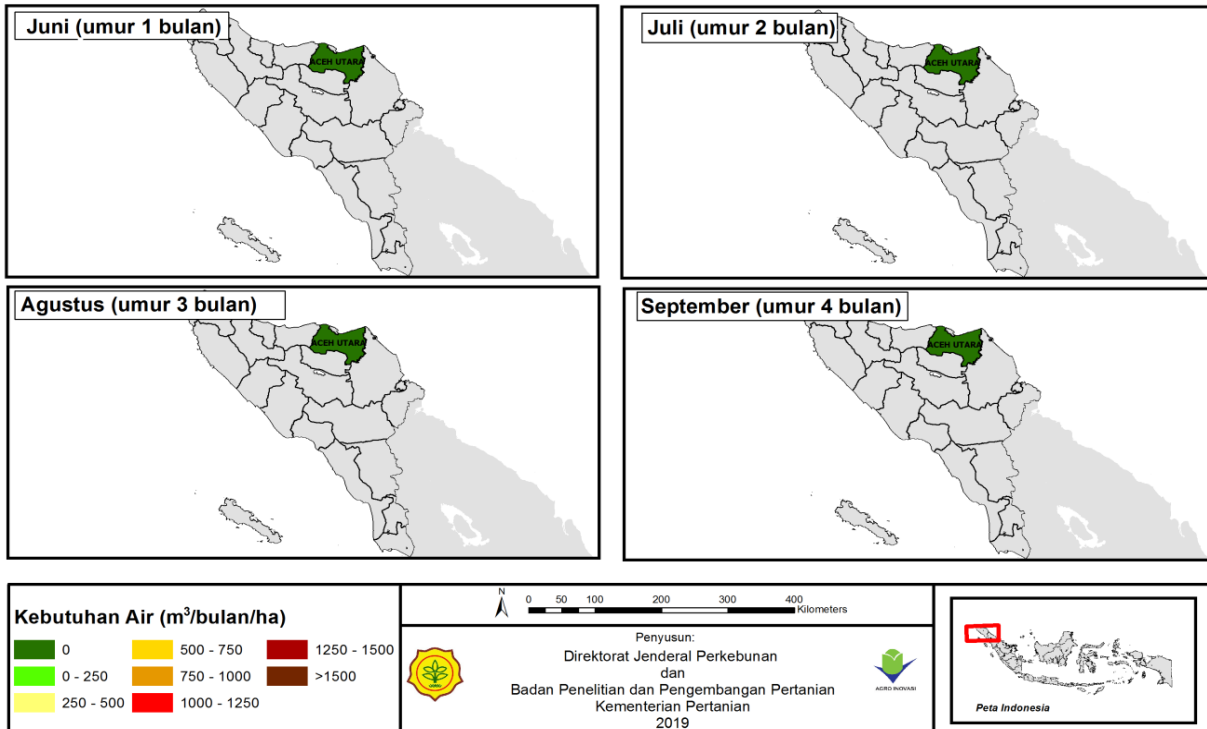 Juni (umur 1 bulan)
ACEH UTARA
Juli (umur 2 bulan)
ACEH UTARA
Agustus (umur 3 bulan)
ACEH UTARA
September (umur 4 bulan)
ACEH UTARA
Kebutuhan Air (m³/bulan/ha)
0
0 - 250
250 - 500
500 - 750
750 - 1000
1000 - 1250
1250 - 1500
>1500
N
0 50 100 200 300 400
Kilometers
Penyusun:
Direktorat Jenderal Perkebunan
dan
Badan Penelitian dan Pengembangan Pertanian
Kementerian Pertanian
2019
AGRO INOVASI
Peta Indonesia